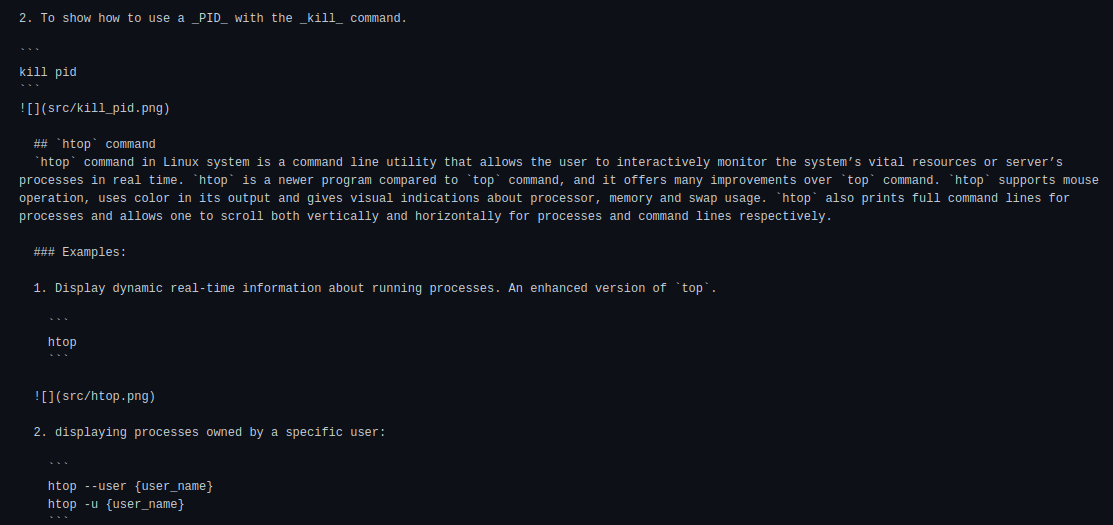 2. To show how to use a _PID_ with the _kill_ command.
```
kill pid
```
![](src/kill_pid.png)
## `htop` command
`htop` command in Linux system is a command line utility that allows the user to interactively monitor the system’s vital resources or server’s
processes in real time. `htop` is a newer program compared to `top` command, and it offers many improvements over `top` command. `htop` supports mouse
operation, uses color in its output and gives visual indications about processor, memory and swap usage. `htop` also prints full command lines for
processes and allows one to scroll both vertically and horizontally for processes and command lines respectively.
### Examples:
1. Display dynamic real-time information about running processes. An enhanced version of `top`.
```
htop
```
![](src/htop.png)
2. displaying processes owned by a specific user:
```
htop --user {user_name}
htop -u {user_name}
```